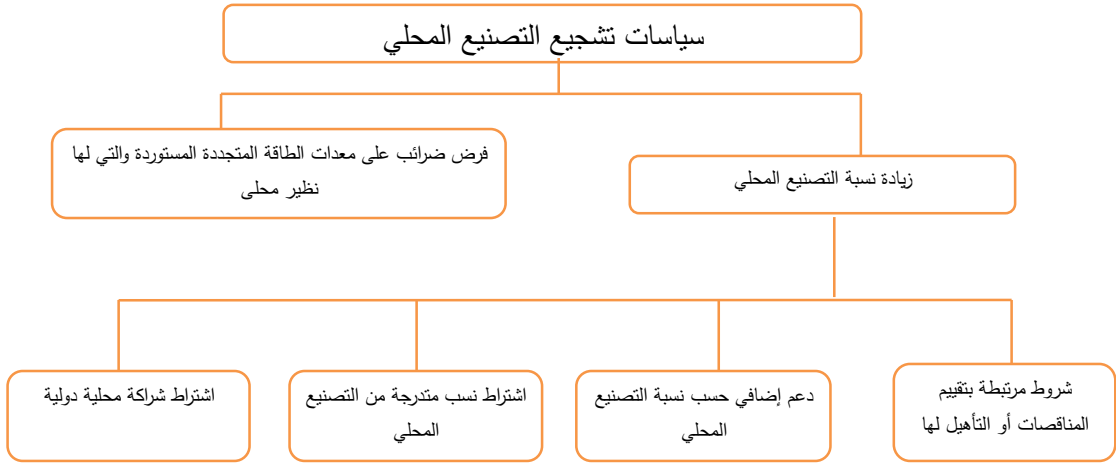 سياسات تشجيع التصنيع المحلي
زيادة نسبة التصنيع المحلي
فرض ضرائب على معدات الطاقة المتجددة المستوردة والتي لها
نظير محلى
شروط مرتبطة بتقييم
المناقصات أو التأهيل لها
دعم إضافي حسب نسبة التصنيع
المحلي
اشتراط نسب متدرجة من التصنيع
المحلي
اشتراط شراكة محلية دولية